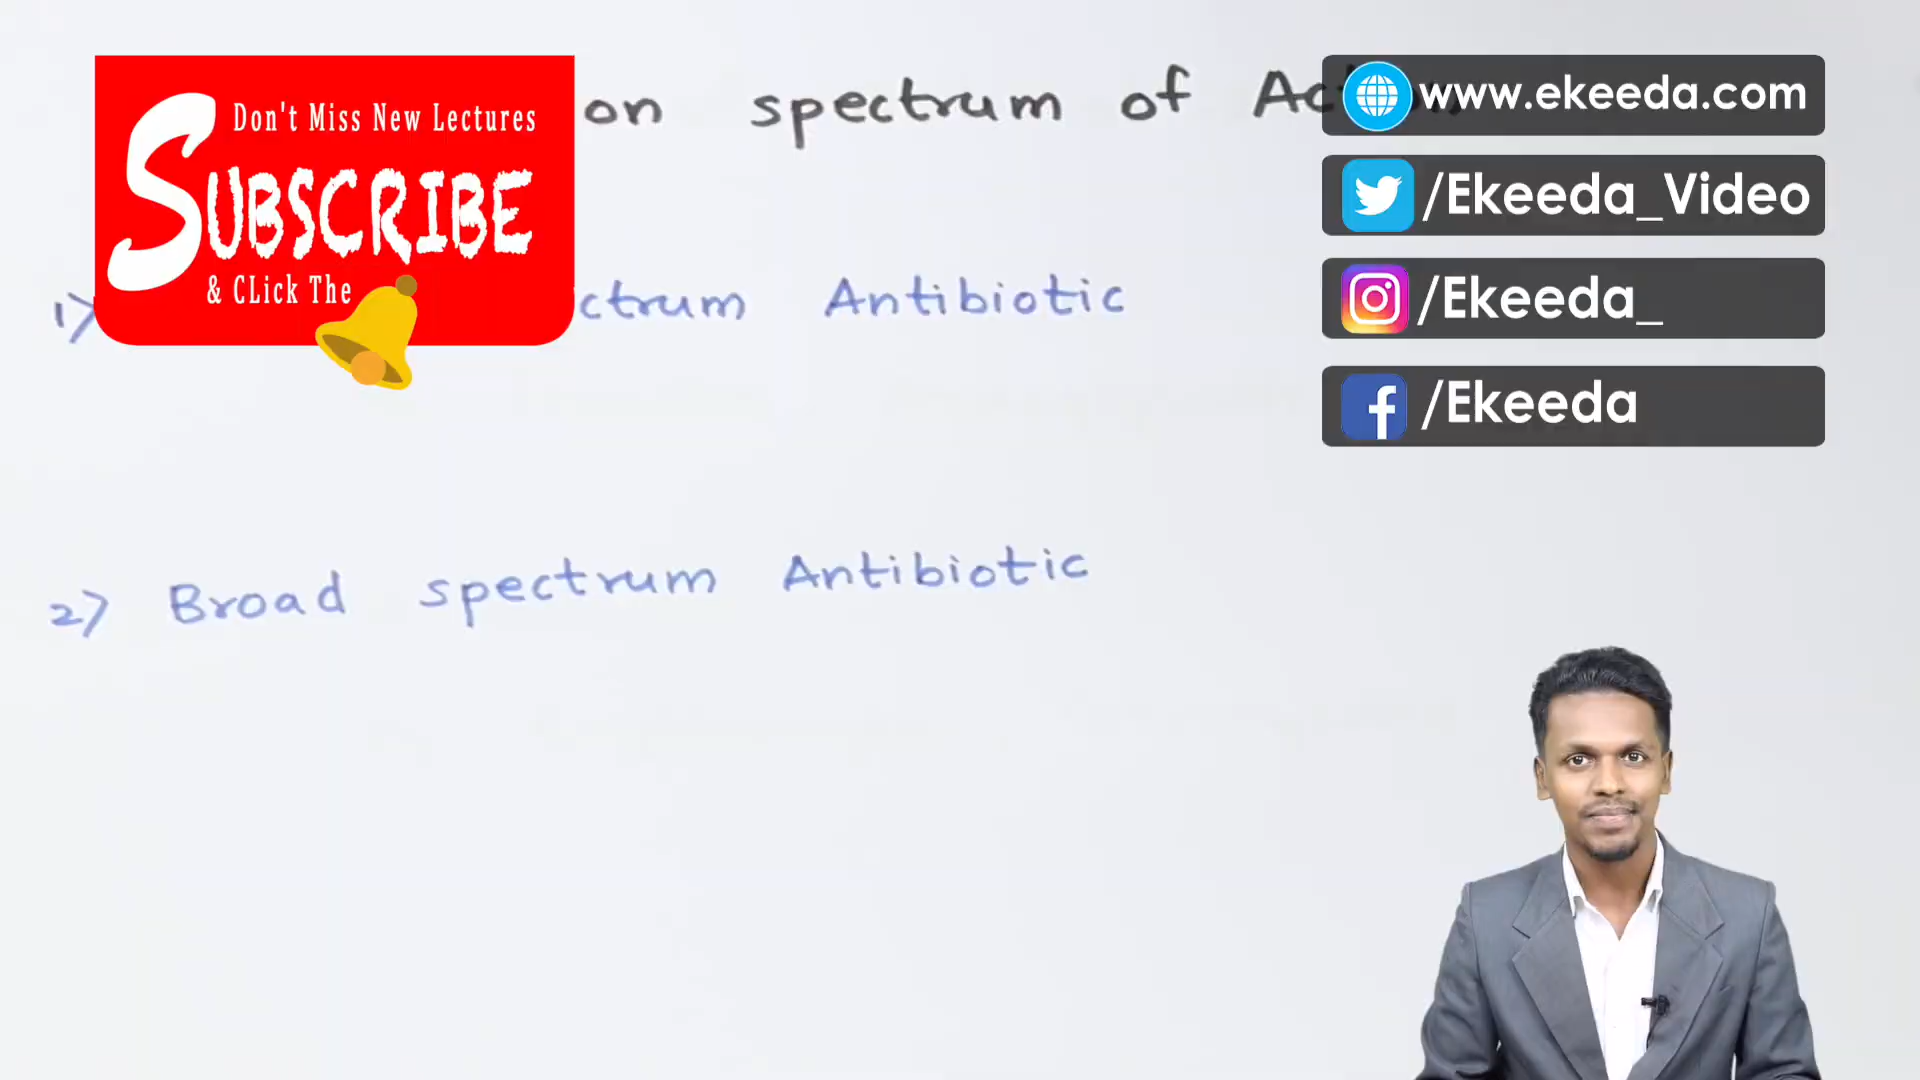 on spectrum of
www.ekeeda.com
Don't Miss New Lectures
SUBSCRIBE
& CLick The
/Ekeeda_Video
1) Antibiotic
/Ekeeda_
/Ekeeda
2) Broad spectrum Antibiotic